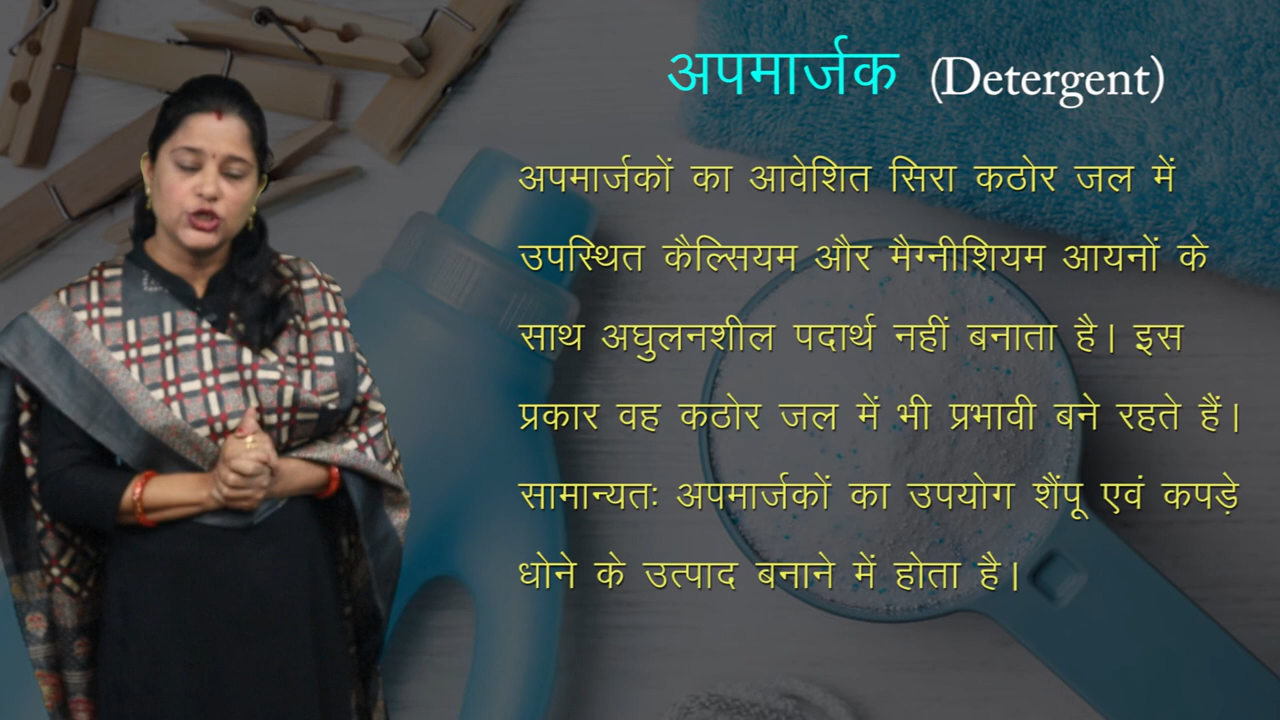 अपमार्जक (Detergent)
अपमार्जकों का आवेशित सिरा कठोर जल में
उपस्थित कैल्सियम और मैग्नीशियम आयनों के
साथ अघुलनशील पदार्थ नहीं बनाता है। इस
प्रकार वह कठोर जल में भी प्रभावी बने रहते हैं।
सामान्यतः अपमार्जकों का उपयोग शैंपू एवं कपड़े
धोने के उत्पाद बनाने में होता है।